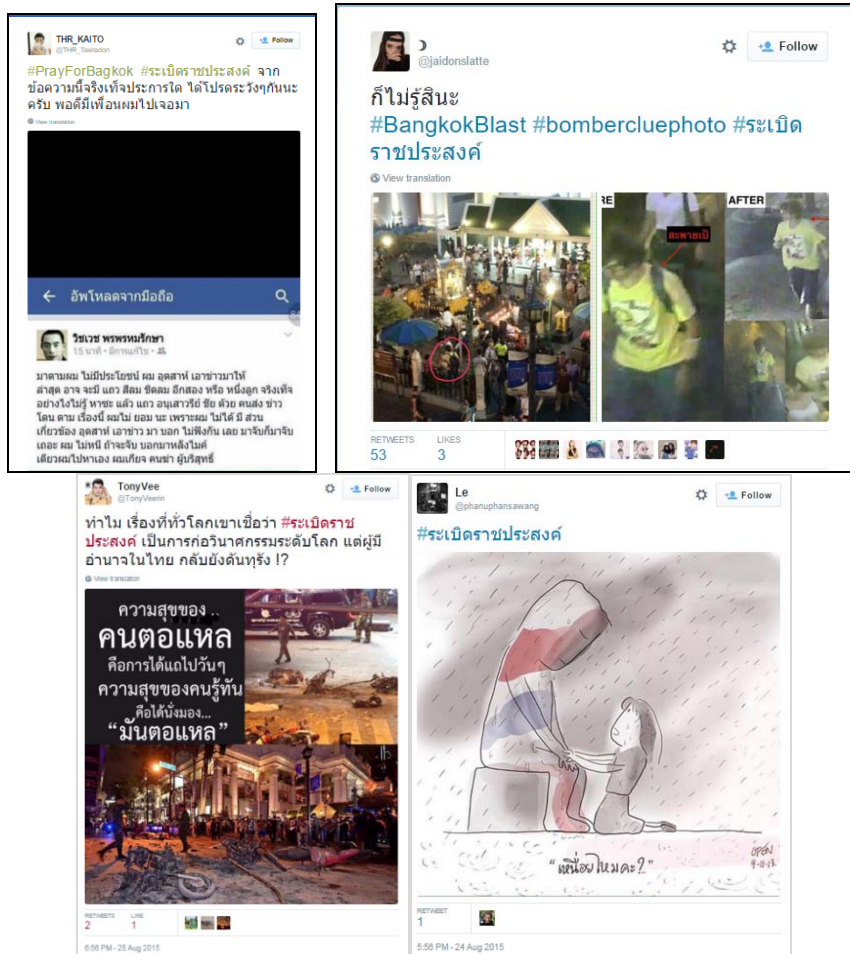 THR_KAITO
@THR_Teeradon
Follow
#PrayForBagkok #ระเบิดราชประสงค์ จาก
ข้อความนี้จริงเท็จประการใด ได้โปรดระวังๆกันนะ
ครับ พอดีมีเพื่อนผมไปเจอมา
View translation
อัพโหลดจากมือถือ
วิชเวช พรพรหมรักษา
15 นาที • มีการแก้ไข •
มาตามผม ไม่มีประโยชน์ ผม อุตสาห์ เอาข่าวมาให้
ล่าสุด อาจ จะมี แถว สีลม ชิดลม อีกสอง หรือ หนึ่งลูก จริงเท็จ
อย่างไงไม่รู้ หาซะ แล้ว แถว อนุเสาวรีย์ ชัย ด้วย คนส่ง ข่าว
โดน ตาม เรื่องนี้ ผมไม่ ยอม นะ เพราะผม ไม่ได้ มี ส่วน
เกี่ยวข้อง อุตสาห์ เอาข่าว มา บอก ไม่ฟังกัน เลย มาจับก็มาจับ
เถอะ ผม ไม่หนี ถ้าจะจับ บอกมาหลังไมค์
เดียวผมไปหาเอง ผมเกียจ คนฆ่า ผู้บริสุทธิ์
@jaidonslatte
Follow
ก็ไม่รู้สินะ
#BangkokBlast #bombercluephoto #ระเบิด
ราชประสงค์
View translation
RE
AFTER
สะพายเป้
RETWEETS LIKES
53 3
TonyVee
@TonyVeerin
Follow
ทำไม เรื่องที่ทั่วโลกเขาเชื่อว่า #ระเบิดราช
ประสงค์ เป็นการก่อวินาศกรรมระดับโลก แต่ผู้มี
อำนาจในไทย กลับยังดันทุรัง !?
View translation
ความสุขของ ..
คนตอแหล
คือการได้แถไปวันๆ
ความสุขของคนรู้ทัน
คือได้นั่งมอง...
“มันตอแหล”
RETWEETS LIKE
2 1
6:56 PM - 25 Aug 2015
Le
@phanuphansawang
Follow
#ระเบิดราชประสงค์
"เหนื่อยไหมคะ?"
OPEN
RETWEET
1
5:56 PM - 24 Aug 2015